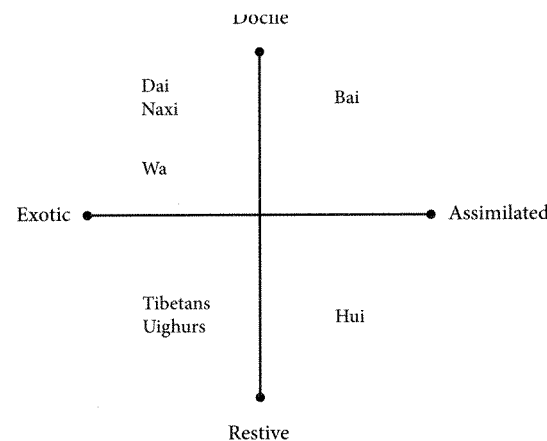 Docile
Dai
Naxi
Bai
Wa
Exotic
Assimilated
Tibetans
Uighurs
Hui
Restive